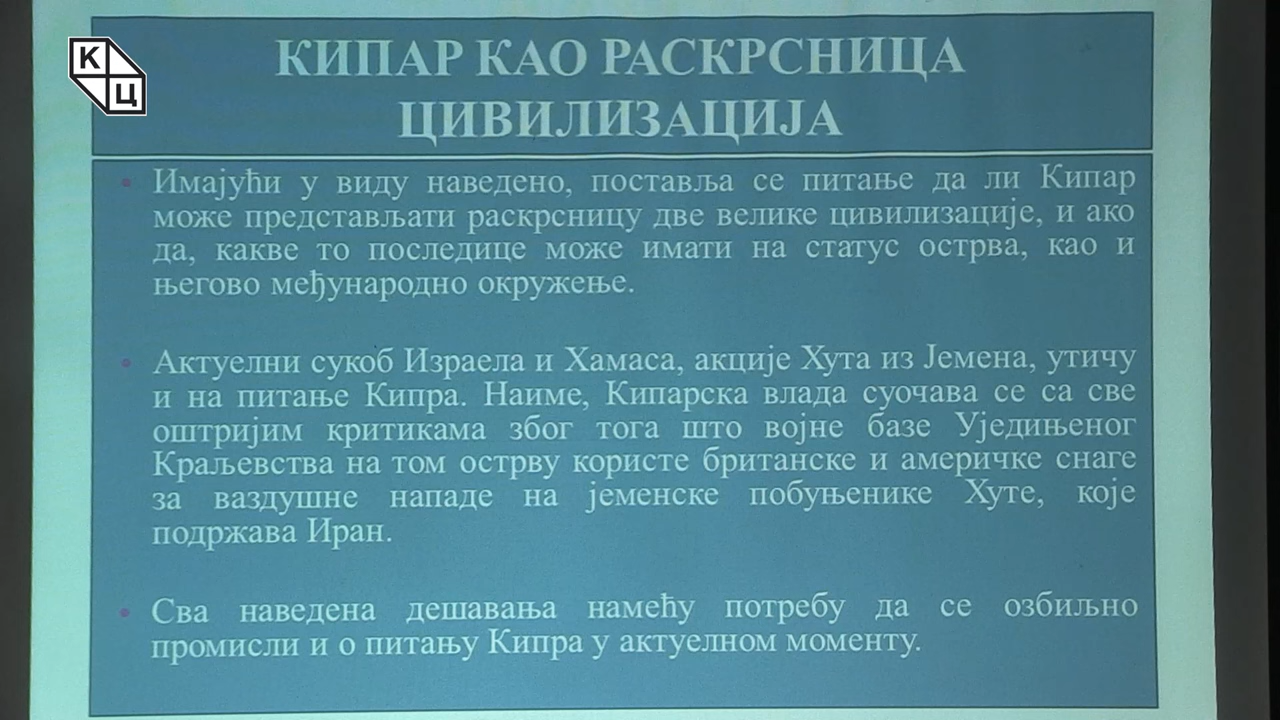 К
Ц
КИПАР КАО РАСКРСНИЦА
ЦИВИЛИЗАЦИЈА
• Имајући у виду наведено, поставља се питање да ли Кипар
може представљати раскрсницу две велике цивилизације, и ако
да, какве то последице може имати на статус острва, као и
његово међународно окружење.
• Актуелни сукоб Израела и Хамаса, акције Хута из Јемена, утичу
и на питање Кипра. Наиме, Кипарска влада суочава се са све
оштријим критикама због тога што војне базе Уједињеног
Краљевства на том острву користе британске и америчке снаге
за ваздушне нападе на јеменске побуњенике Хуте, које
подржава Иран.
• Сва наведена дешавања намећу потребу да се озбиљно
промисли и о питању Кипра у актуелном моменту.